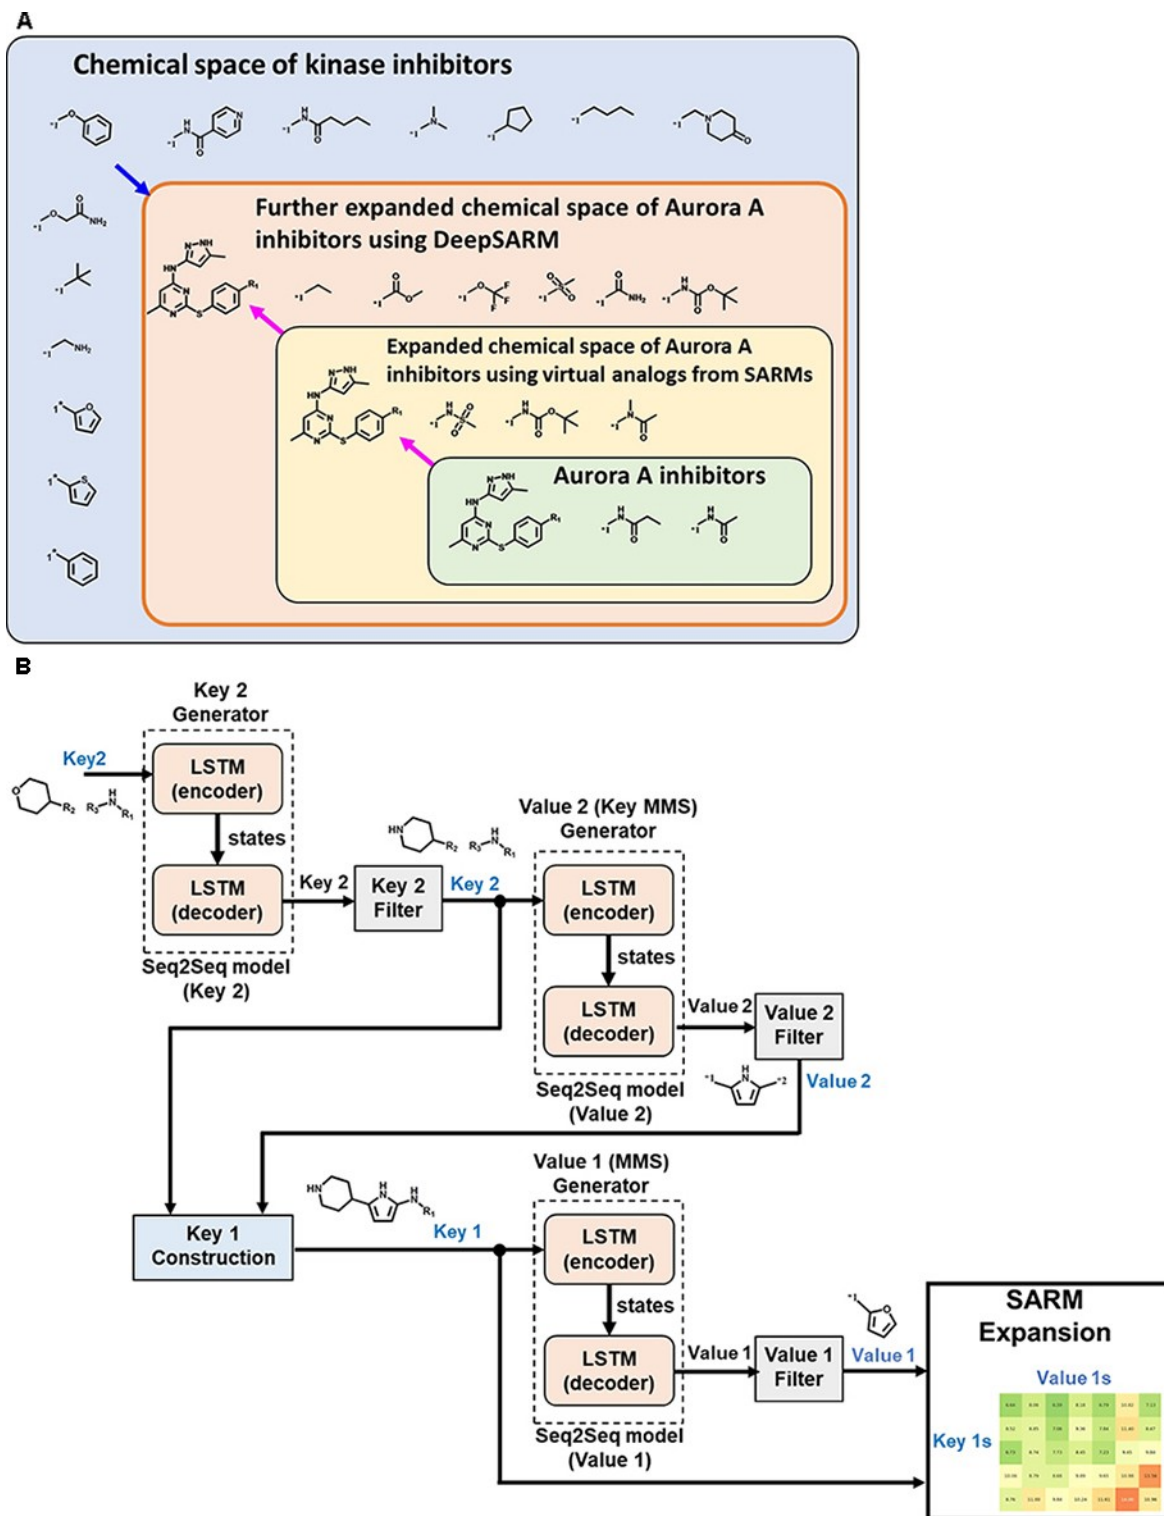 A
Chemical space of kinase inhibitors
Further expanded chemical space of Aurora A
inhibitors using DeepSARM
Expanded chemical space of Aurora A
inhibitors using virtual analogs from SARMs
Aurora A inhibitors
B
Key 2
Generator
Key2
LSTM
(encoder)
states
LSTM
(decoder)
Seq2Seq model
(Key 2)
Key 2
Key 2
Filter
Key 2
Value 2 (Key MMS)
Generator
LSTM
(encoder)
states
LSTM
(decoder)
Seq2Seq model
(Value 2)
Value 2
Value 2
Filter
Value 2
Key 1
Construction
Key 1
Value 1 (MMS)
Generator
LSTM
(encoder)
states
LSTM
(decoder)
Seq2Seq model
(Value 1)
Value 1
Value 1
Filter
Value 1
SARM
Expansion
Value 1s
Key 1s